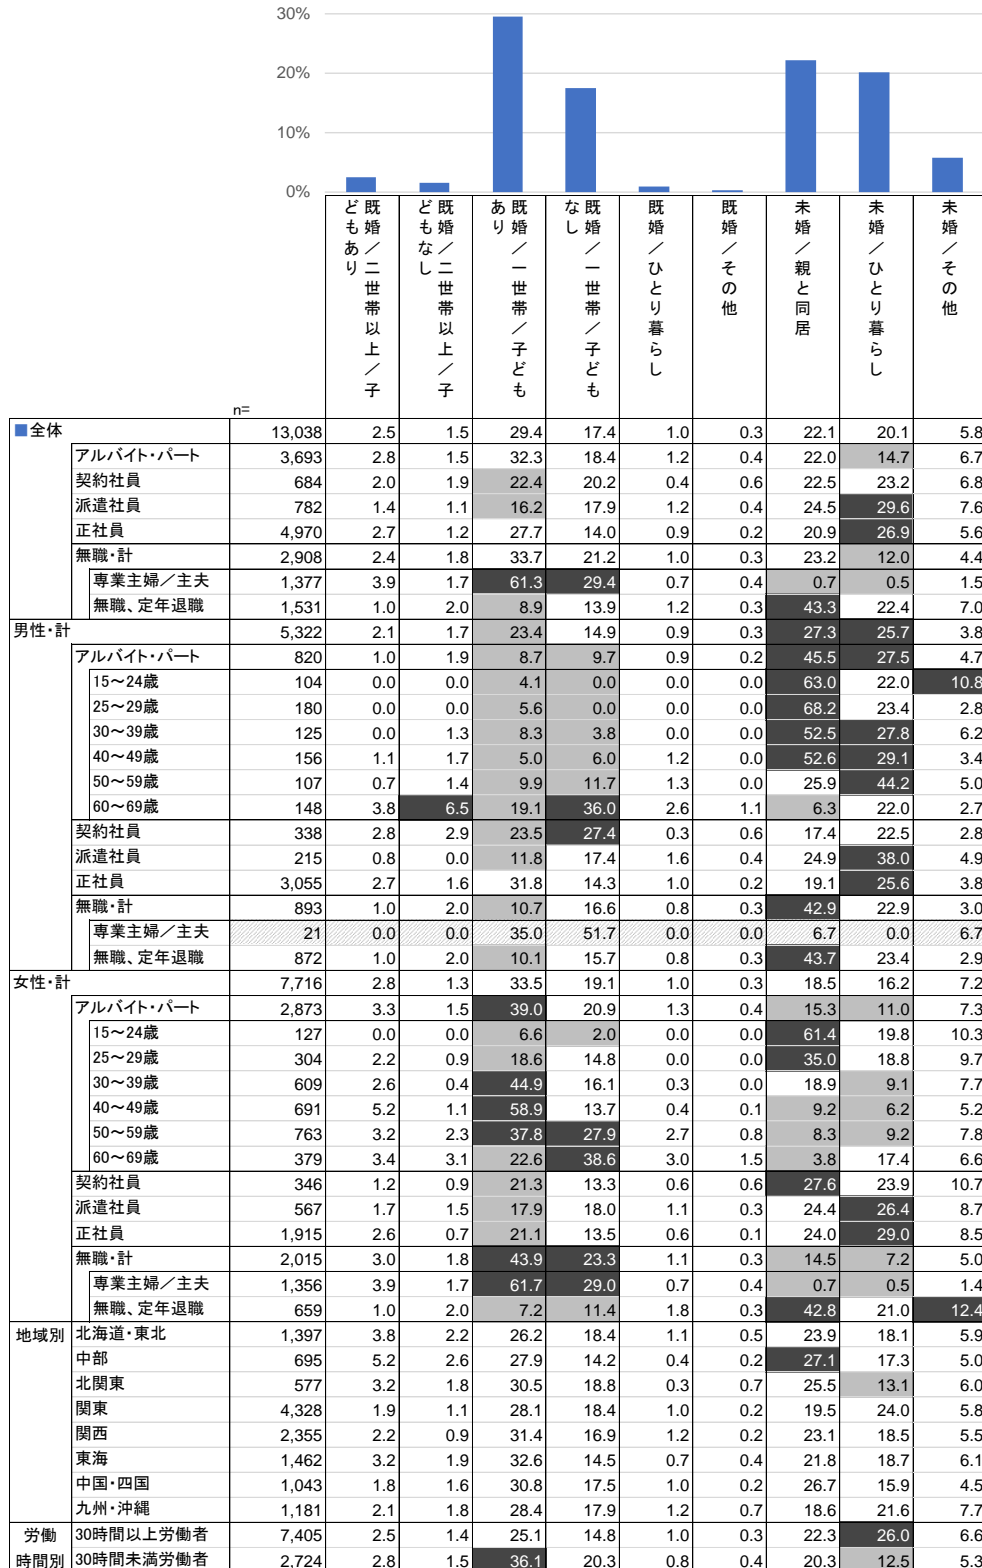 30%
20%
10%
0%
既婚／二世帯以上／子どもあり
既婚／二世帯以上／子どもなし
既婚／一世帯／子どもあり
既婚／一世帯／子どもなし
既婚／ひとり暮らし
既婚／その他
未婚／親と同居
未婚／ひとり暮らし
未婚／その他
n=
■全体 13,038 2.5 1.5 29.4 17.4 1.0 0.3 22.1 20.1 5.8
アルバイト・パート 3,693 2.8 1.5 32.3 18.4 1.2 0.4 22.0 14.7 6.7
契約社員 684 2.0 1.9 22.4 20.2 0.4 0.6 22.5 23.2 6.8
派遣社員 782 1.4 1.1 16.2 17.9 1.2 0.4 24.5 29.6 7.6
正社員 4,970 2.7 1.2 27.7 14.0 0.9 0.2 20.9 26.9 5.6
無職・計 2,908 2.4 1.8 33.7 21.2 1.0 0.3 23.2 12.0 4.4
専業主婦／主夫 1,377 3.9 1.7 61.3 29.4 0.7 0.4 0.7 0.5 1.5
無職、定年退職 1,531 1.0 2.0 8.9 13.9 1.2 0.3 43.3 22.4 7.0
男性・計 5,322 2.1 1.7 23.4 14.9 0.9 0.3 27.3 25.7 3.8
アルバイト・パート 820 1.0 1.9 8.7 9.7 0.9 0.2 45.5 27.5 4.7
15～24歳 104 0.0 0.0 4.1 0.0 0.0 0.0 63.0 22.0 10.8
25～29歳 180 0.0 0.0 5.6 0.0 0.0 0.0 68.2 23.4 2.8
30～39歳 125 0.0 1.3 8.3 3.8 0.0 0.0 52.5 27.8 6.2
40～49歳 156 1.1 1.7 5.0 6.0 1.2 0.0 52.6 29.1 3.4
50～59歳 107 0.7 1.4 9.9 11.7 1.3 0.0 25.9 44.2 5.0
60～69歳 148 3.8 6.5 19.1 36.0 2.6 1.1 6.3 22.0 2.7
契約社員 338 2.8 2.9 23.5 27.4 0.3 0.6 17.4 22.5 2.8
派遣社員 215 0.8 0.0 11.8 17.4 1.6 0.4 24.9 38.0 4.9
正社員 3,055 2.7 1.6 31.8 14.3 1.0 0.2 19.1 25.6 3.8
無職・計 893 1.0 2.0 10.7 16.6 0.8 0.3 42.9 22.9 3.0
専業主婦／主夫 21 0.0 0.0 35.0 51.7 0.0 0.0 6.7 0.0 6.7
無職、定年退職 872 1.0 2.0 10.1 15.7 0.8 0.3 43.7 23.4 2.9
女性・計 7,716 2.8 1.3 33.5 19.1 1.0 0.3 18.5 16.2 7.2
アルバイト・パート 2,873 3.3 1.5 39.0 20.9 1.3 0.4 15.3 11.0 7.3
15～24歳 127 0.0 0.0 6.6 2.0 0.0 0.0 61.4 19.8 10.3
25～29歳 304 2.2 0.9 18.6 14.8 0.0 0.0 35.0 18.8 9.7
30～39歳 609 2.6 0.4 44.9 16.1 0.3 0.0 18.9 9.1 7.7
40～49歳 691 5.2 1.1 58.9 13.7 0.4 0.1 9.2 6.2 5.2
50～59歳 763 3.2 2.3 37.8 27.9 2.7 0.8 8.3 9.2 7.8
60～69歳 379 3.4 3.1 22.6 38.6 3.0 1.5 3.8 17.4 6.6
契約社員 346 1.2 0.9 21.3 13.3 0.6 0.6 27.6 23.9 10.7
派遣社員 567 1.7 1.5 17.9 18.0 1.1 0.3 24.4 26.4 8.7
正社員 1,915 2.6 0.7 21.1 13.5 0.6 0.1 24.0 29.0 8.5
無職・計 2,015 3.0 1.8 43.9 23.3 1.1 0.3 14.5 7.2 5.0
専業主婦／主夫 1,356 3.9 1.7 61.7 29.0 0.7 0.4 0.7 0.5 1.4
無職、定年退職 659 1.0 2.0 7.2 11.4 1.8 0.3 42.8 21.0 12.4
地域別 北海道・東北 1,397 3.8 2.2 26.2 18.4 1.1 0.5 23.9 18.1 5.9
中部 695 5.2 2.6 27.9 14.2 0.4 0.2 27.1 17.3 5.0
北関東 577 3.2 1.8 30.5 18.8 0.3 0.7 25.5 13.1 6.0
関東 4,328 1.9 1.1 28.1 18.4 1.0 0.2 19.5 24.0 5.8
関西 2,355 2.2 0.9 31.4 16.9 1.2 0.2 23.1 18.5 5.5
東海 1,462 3.2 1.9 32.6 14.5 0.7 0.4 21.8 18.7 6.1
中国・四国 1,043 1.8 1.6 30.8 17.5 1.0 0.2 26.7 15.9 4.5
九州・沖縄 1,181 2.1 1.8 28.4 17.9 1.2 0.7 18.6 21.6 7.7
労働 30時間以上労働者 7,405 2.5 1.4 25.1 14.8 1.0 0.3 22.3 26.0 6.6
時間別 30時間未満労働者 2,724 2.8 1.5 36.1 20.3 0.8 0.4 20.3 12.5 5.3